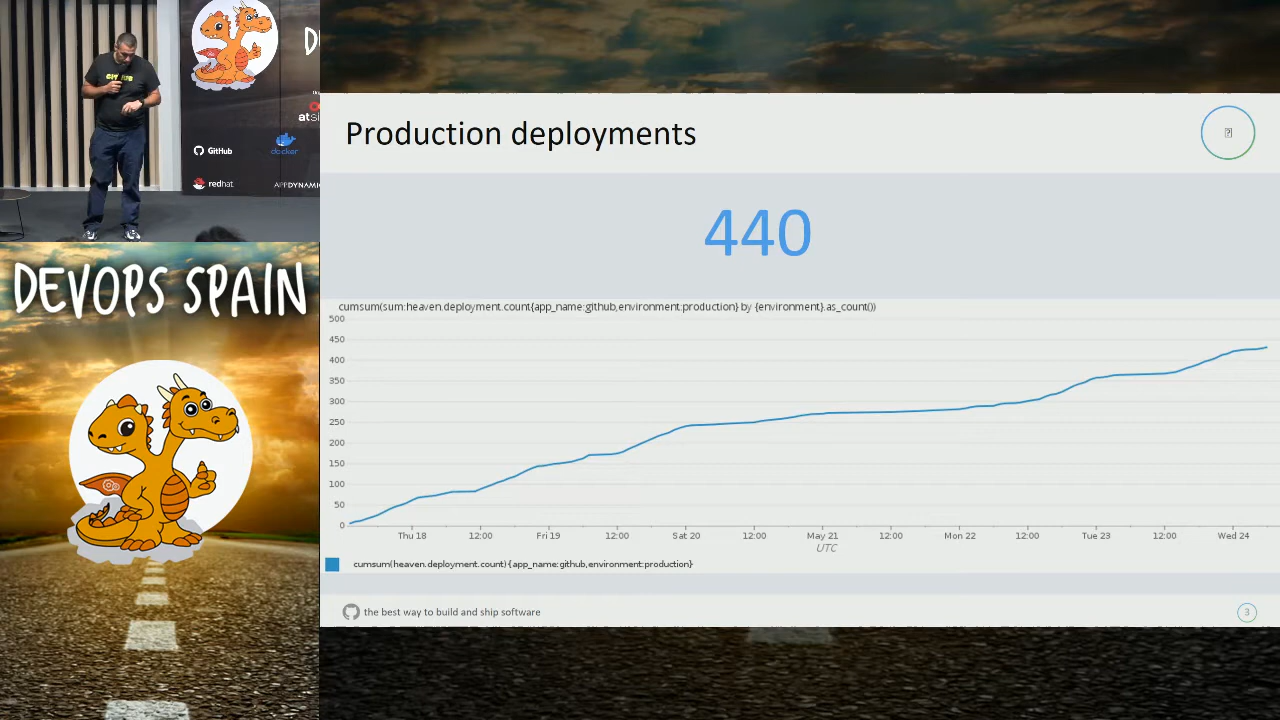 GitHub
docker
redhat
APPDYNAMI
DEVOPS SPAIN
Production deployments
440
cumsum(sum:heaven.deployment.count{app_name:github,environment:production} by {environment}.as_count())
500
450
400
350
300
250
200
150
100
50
0
Thu 18 12:00 Fri 19 12:00 Sat 20 12:00 May 21 12:00 Mon 22 12:00 Tue 23 12:00 Wed 24
UTC
cumsum(heaven.deployment.count){app_name:github,environment:production}
the best way to build and ship software
3